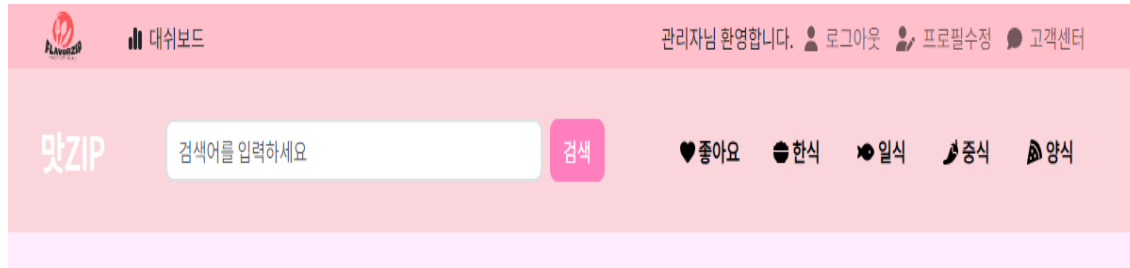 FLAVORZIP
대쉬보드
관리자님 환영합니다. 로그아웃 프로필수정 고객센터
맛ZIP
검색어를 입력하세요
검색
좋아요 한식 일식 중식 양식